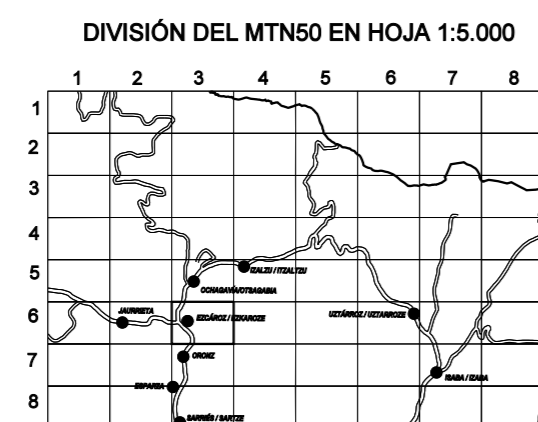 DIVISIÓN DEL MTN50 EN HOJA 1:5.000
1 2 3 4 5 6 7 8
1
2
3
4
5
IZALZU / ITZALTZU
OCHAGAVÍA/OTSAGABIA
JAURRIETA
6
EZCÁROZ / EZKAROZE
UZTÁRROZ / UZTARROZE
7
ORONZ
ISABA / IZABA
ESPARZA
8
SARRIÉS / SARTZE